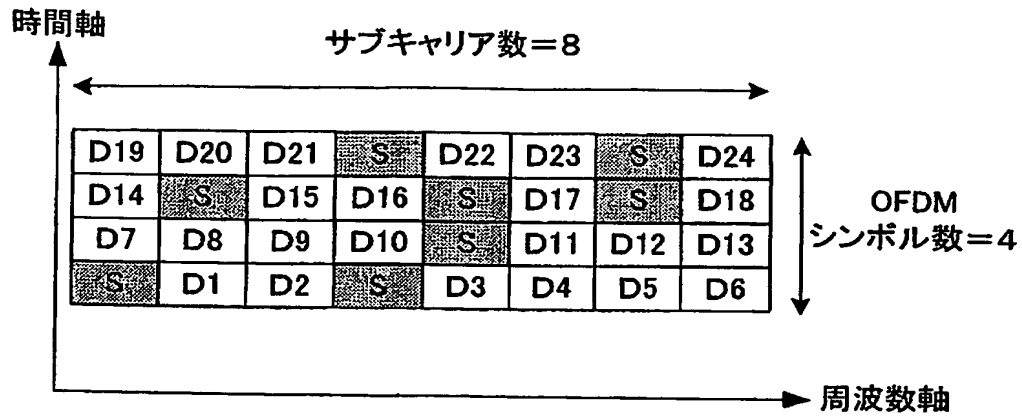 時間軸
サブキャリア数=8
D19 D20 D21 S D22 D23 S D24
D14 S D15 D16 S D17 S D18
D7 D8 D9 D10 S D11 D12 D13
S D1 D2 S D3 D4 D5 D6
OFDM
シンボル数=4
周波数軸